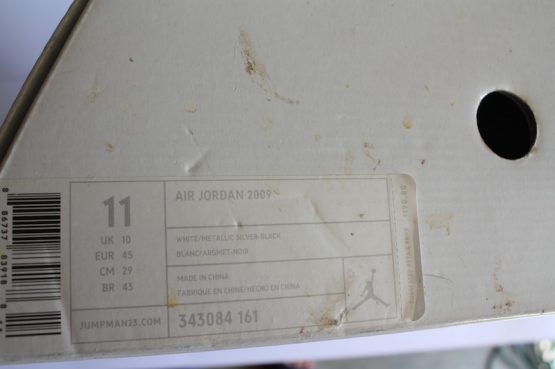 11
UK 10
EUR 45
CM 29
BR 43
JUMPMAN23.COM
AIR JORDAN 2009
WHITE/METALLIC SILVER-BLACK
BLANC/ARGMET-NOIR
MADE IN CHINA
FABRIQUE EN CHINE/HECHO EN CHINA
343084 161